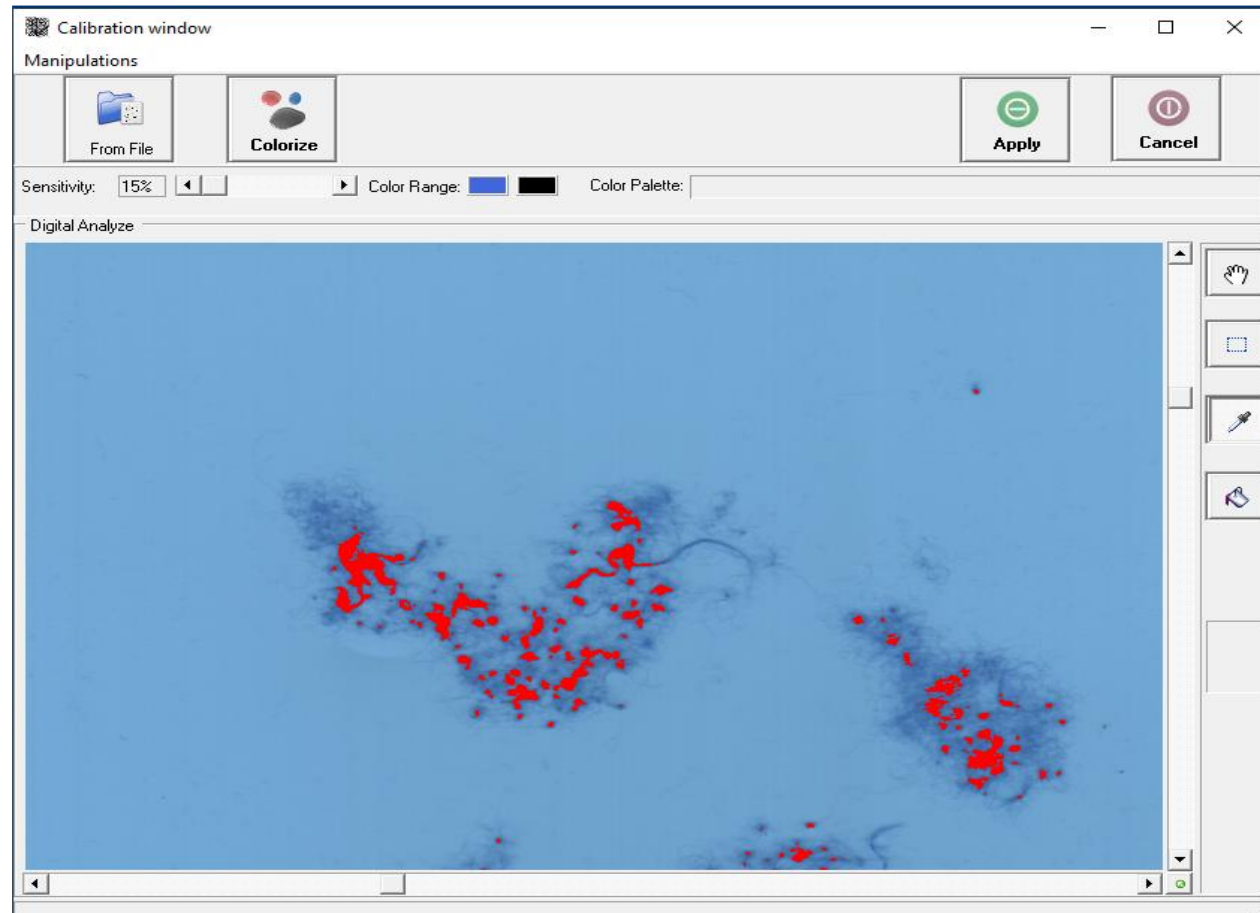 Calibration window
Manipulations
From File
Colorize
Apply
Cancel
Sensitivity: 15% Color Range: Color Palette:
Digital Analyze